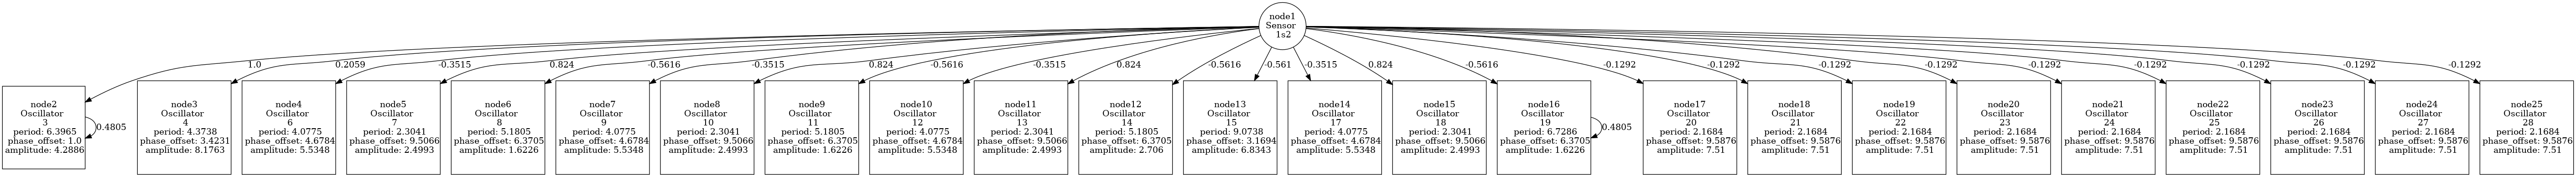 node1
Sensor
1s2
1.0
0.2059
-0.3515
0.824
-0.5616
-0.3515
0.824
-0.5616
-0.3515
0.824
-0.5616
-0.561
-0.3515
0.824
-0.5616
-0.1292
-0.1292
-0.1292
-0.1292
-0.1292
-0.1292
-0.1292
-0.1292
-0.1292
node2
Oscillator
3
period: 6.3965
phase_offset: 1.0
amplitude: 4.2886
0.4805
node3
Oscillator
4
period: 4.3738
phase_offset: 3.4231
amplitude: 8.1763
node4
Oscillator
6
period: 4.0775
phase_offset: 4.6784
amplitude: 5.5348
node5
Oscillator
7
period: 2.3041
phase_offset: 9.5066
amplitude: 2.4993
node6
Oscillator
8
period: 5.1805
phase_offset: 6.3705
amplitude: 1.6226
node7
Oscillator
9
period: 4.0775
phase_offset: 4.6784
amplitude: 5.5348
node8
Oscillator
10
period: 2.3041
phase_offset: 9.5066
amplitude: 2.4993
node9
Oscillator
11
period: 5.1805
phase_offset: 6.3705
amplitude: 1.6226
node10
Oscillator
12
period: 4.0775
phase_offset: 4.6784
amplitude: 5.5348
node11
Oscillator
13
period: 2.3041
phase_offset: 9.5066
amplitude: 2.4993
node12
Oscillator
14
period: 5.1805
phase_offset: 6.3705
amplitude: 2.706
node13
Oscillator
15
period: 9.0738
phase_offset: 3.1694
amplitude: 6.8343
node14
Oscillator
17
period: 4.0775
phase_offset: 4.6784
amplitude: 5.5348
node15
Oscillator
18
period: 2.3041
phase_offset: 9.5066
amplitude: 2.4993
node16
Oscillator
19
period: 6.7286
phase_offset: 6.3705
amplitude: 1.6226
0.4805
node17
Oscillator
20
period: 2.1684
phase_offset: 9.5876
amplitude: 7.51
node18
Oscillator
21
period: 2.1684
phase_offset: 9.5876
amplitude: 7.51
node19
Oscillator
22
period: 2.1684
phase_offset: 9.5876
amplitude: 7.51
node20
Oscillator
23
period: 2.1684
phase_offset: 9.5876
amplitude: 7.51
node21
Oscillator
24
period: 2.1684
phase_offset: 9.5876
amplitude: 7.51
node22
Oscillator
25
period: 2.1684
phase_offset: 9.5876
amplitude: 7.51
node23
Oscillator
26
period: 2.1684
phase_offset: 9.5876
amplitude: 7.51
node24
Oscillator
27
period: 2.1684
phase_offset: 9.5876
amplitude: 7.51
node25
Oscillator
28
period: 2.1684
phase_offset: 9.5876
amplitude: 7.51